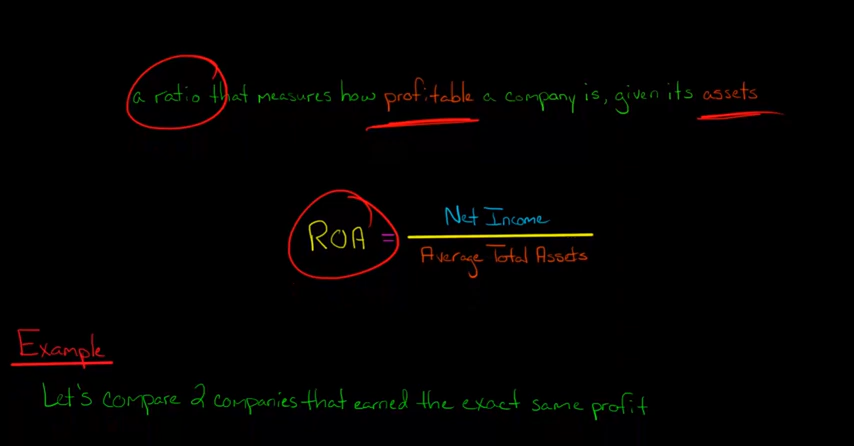 a ratio that measures how profitable a company is, given its assets
ROA = Net Income
Average Total Assets
Example
Let's compare 2 companies that earned the exact same profit